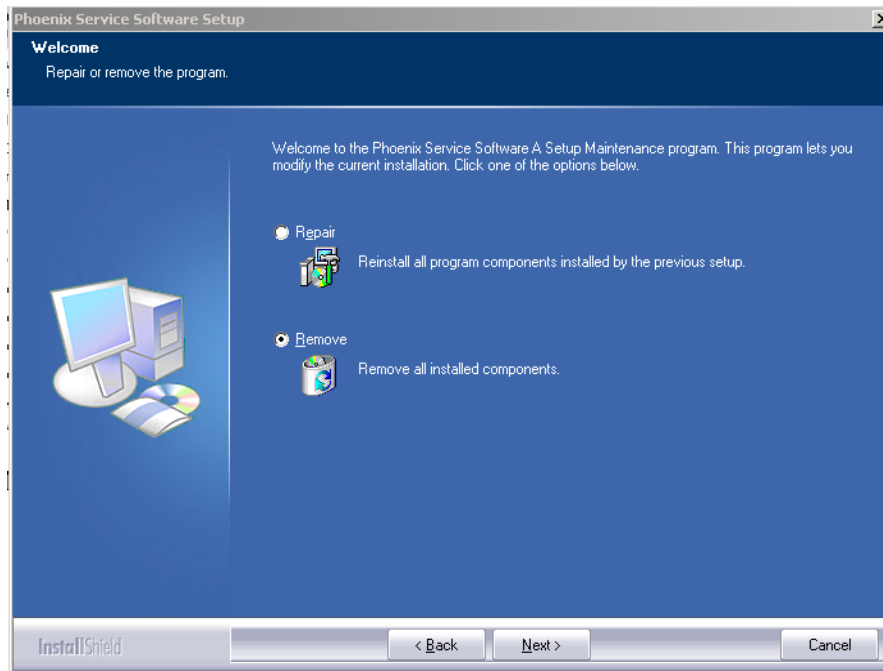 Phoenix Service Software Setup
Welcome
Repair or remove the program.
Welcome to the Phoenix Service Software A Setup Maintenance program. This program lets you
modify the current installation. Click one of the options below.
Repair
Reinstall all program components installed by the previous setup.
Remove
Remove all installed components.
InstallShield
< Back
Next >
Cancel